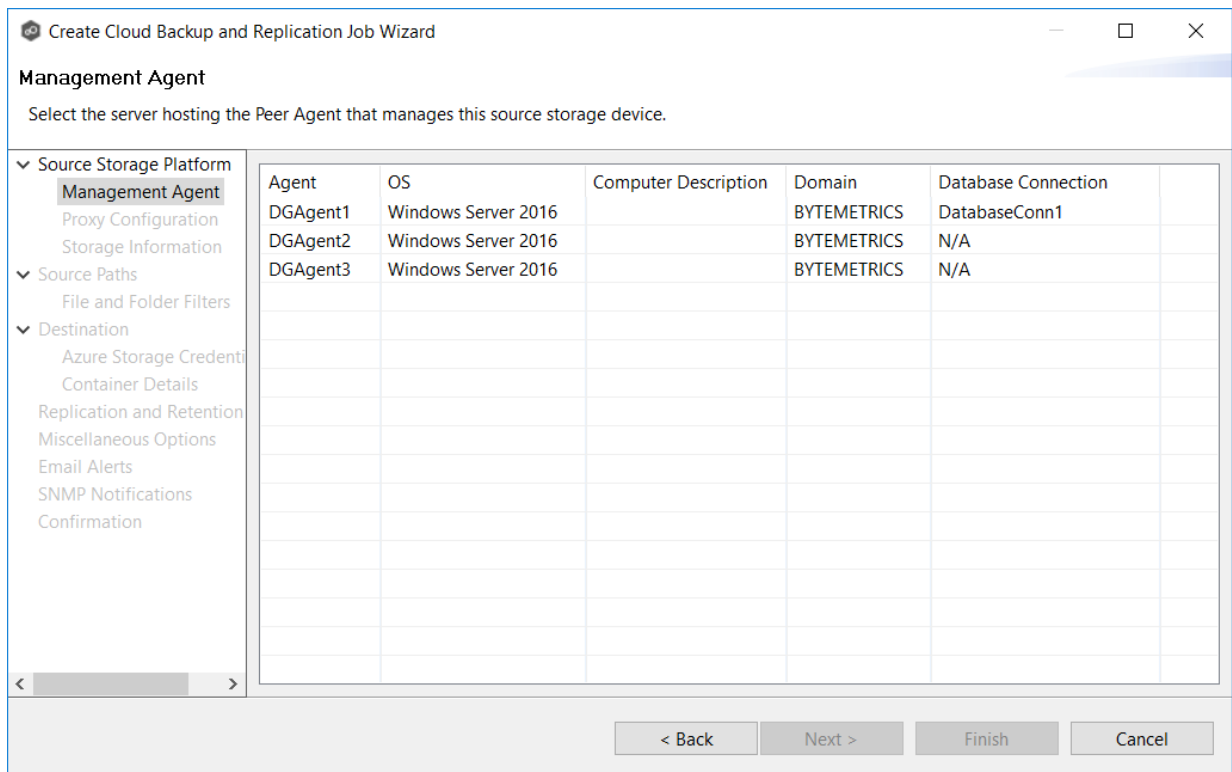 Create Cloud Backup and Replication Job Wizard
Management Agent
Select the server hosting the Peer Agent that manages this source storage device.
Source Storage Platform
Management Agent
Proxy Configuration
Storage Information
Source Paths
File and Folder Filters
Destination
Azure Storage Credenti
Container Details
Replication and Retention
Miscellaneous Options
Email Alerts
SNMP Notifications
Confirmation
Agent OS Computer Description Domain Database Connection
DGAgent1 Windows Server 2016 BYTEMETRICS DatabaseConn1
DGAgent2 Windows Server 2016 BYTEMETRICS N/A
DGAgent3 Windows Server 2016 BYTEMETRICS N/A
< Back Next > Finish Cancel